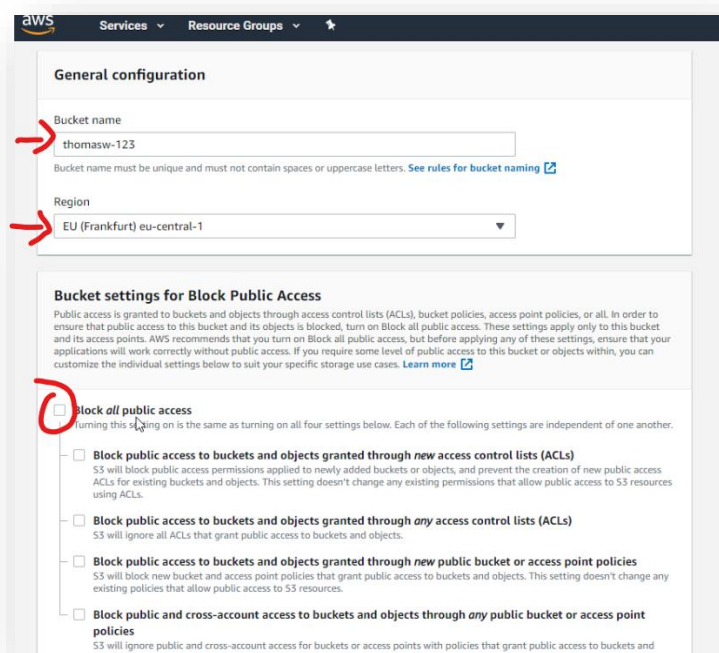 aws Services Resource Groups
General configuration
Bucket name
thomasw-123
Bucket name must be unique and must not contain spaces or uppercase letters. See rules for bucket naming
Region
EU (Frankfurt) eu-central-1
Bucket settings for Block Public Access
Public access is granted to buckets and objects through access control lists (ACLs), bucket policies, access point policies, or all. In order to
ensure that public access to this bucket and its objects is blocked, turn on Block all public access. These settings apply only to this bucket
and its access points. AWS recommends that you turn on Block all public access, but before applying any of these settings, ensure that your
applications will work correctly without public access. If you require some level of public access to this bucket or objects within, you can
customize the individual settings below to suit your specific storage use cases. Learn more
Block all public access
Turning this setting on is the same as turning on all four settings below. Each of the following settings are independent of one another.
Block public access to buckets and objects granted through new access control lists (ACLs)
S3 will block public access permissions applied to newly added buckets or objects, and prevent the creation of new public access
ACLs for existing buckets and objects. This setting doesn't change any existing permissions that allow public access to S3 resources
using ACLs.
Block public access to buckets and objects granted through any access control lists (ACLs)
S3 will ignore all ACLs that grant public access to buckets and objects.
Block public access to buckets and objects granted through new public bucket or access point policies
S3 will block new bucket and access point policies that grant public access to buckets and objects. This setting doesn't change any
existing policies that allow public access to S3 resources.
Block public and cross-account access to buckets and objects through any public bucket or access point
policies
S3 will ignore public and cross-account access for buckets or access points with policies that grant public access to buckets and